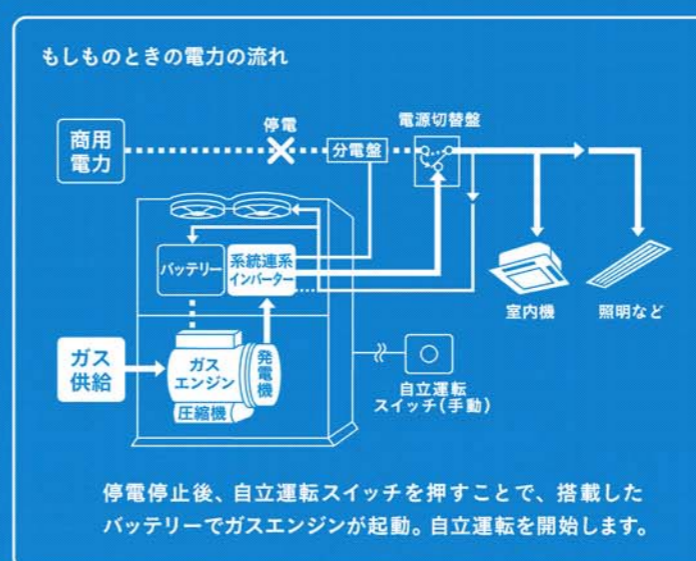 もしものときの電力の流れ
商用
電力
停電
分電盤
電源切替盤
バッテリー
系統連系
インバーター
室内機
照明など
ガス
供給
ガス
エンジン
発電機
圧縮機
自立運転
スイッチ(手動)
停電停止後、自立運転スイッチを押すことで、搭載した
バッテリーでガスエンジンが起動。自立運転を開始します。